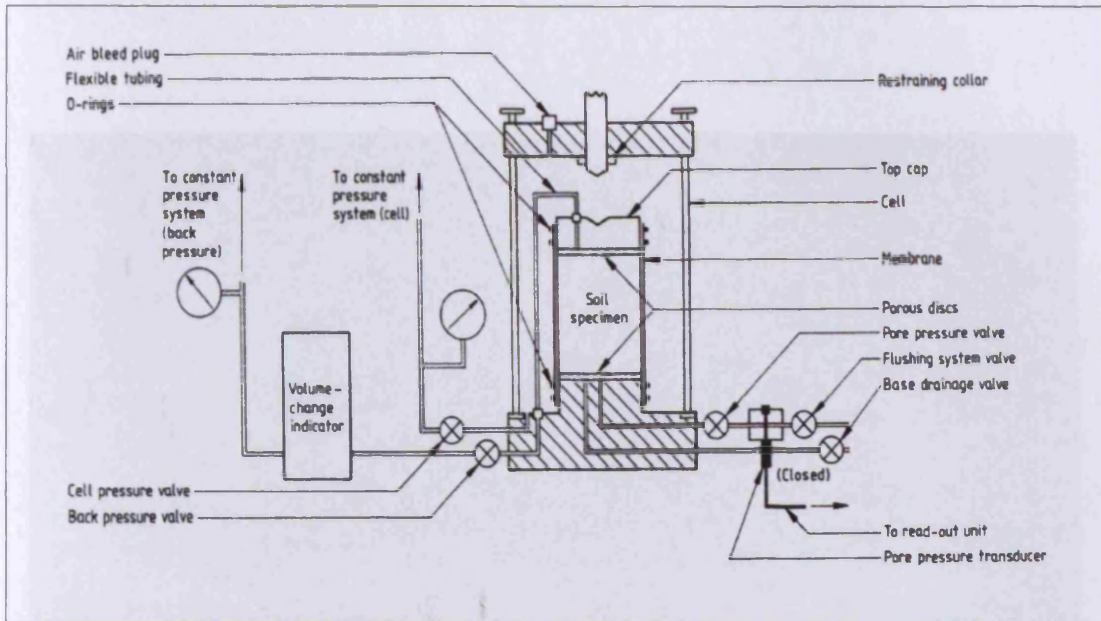 Air bleed plug
Flexible tubing
O-rings
Restraining collar
To constant
pressure
system
(back
pressure)
To constant
pressure
system (cell)
Top cap
Cell
Membrane
Soil
specimen
Porous discs
Pore pressure valve
Flushing system valve
Base drainage valve
Volume-
change
indicator
(Closed)
Cell pressure valve
Back pressure valve
To read-out unit
Pore pressure transducer